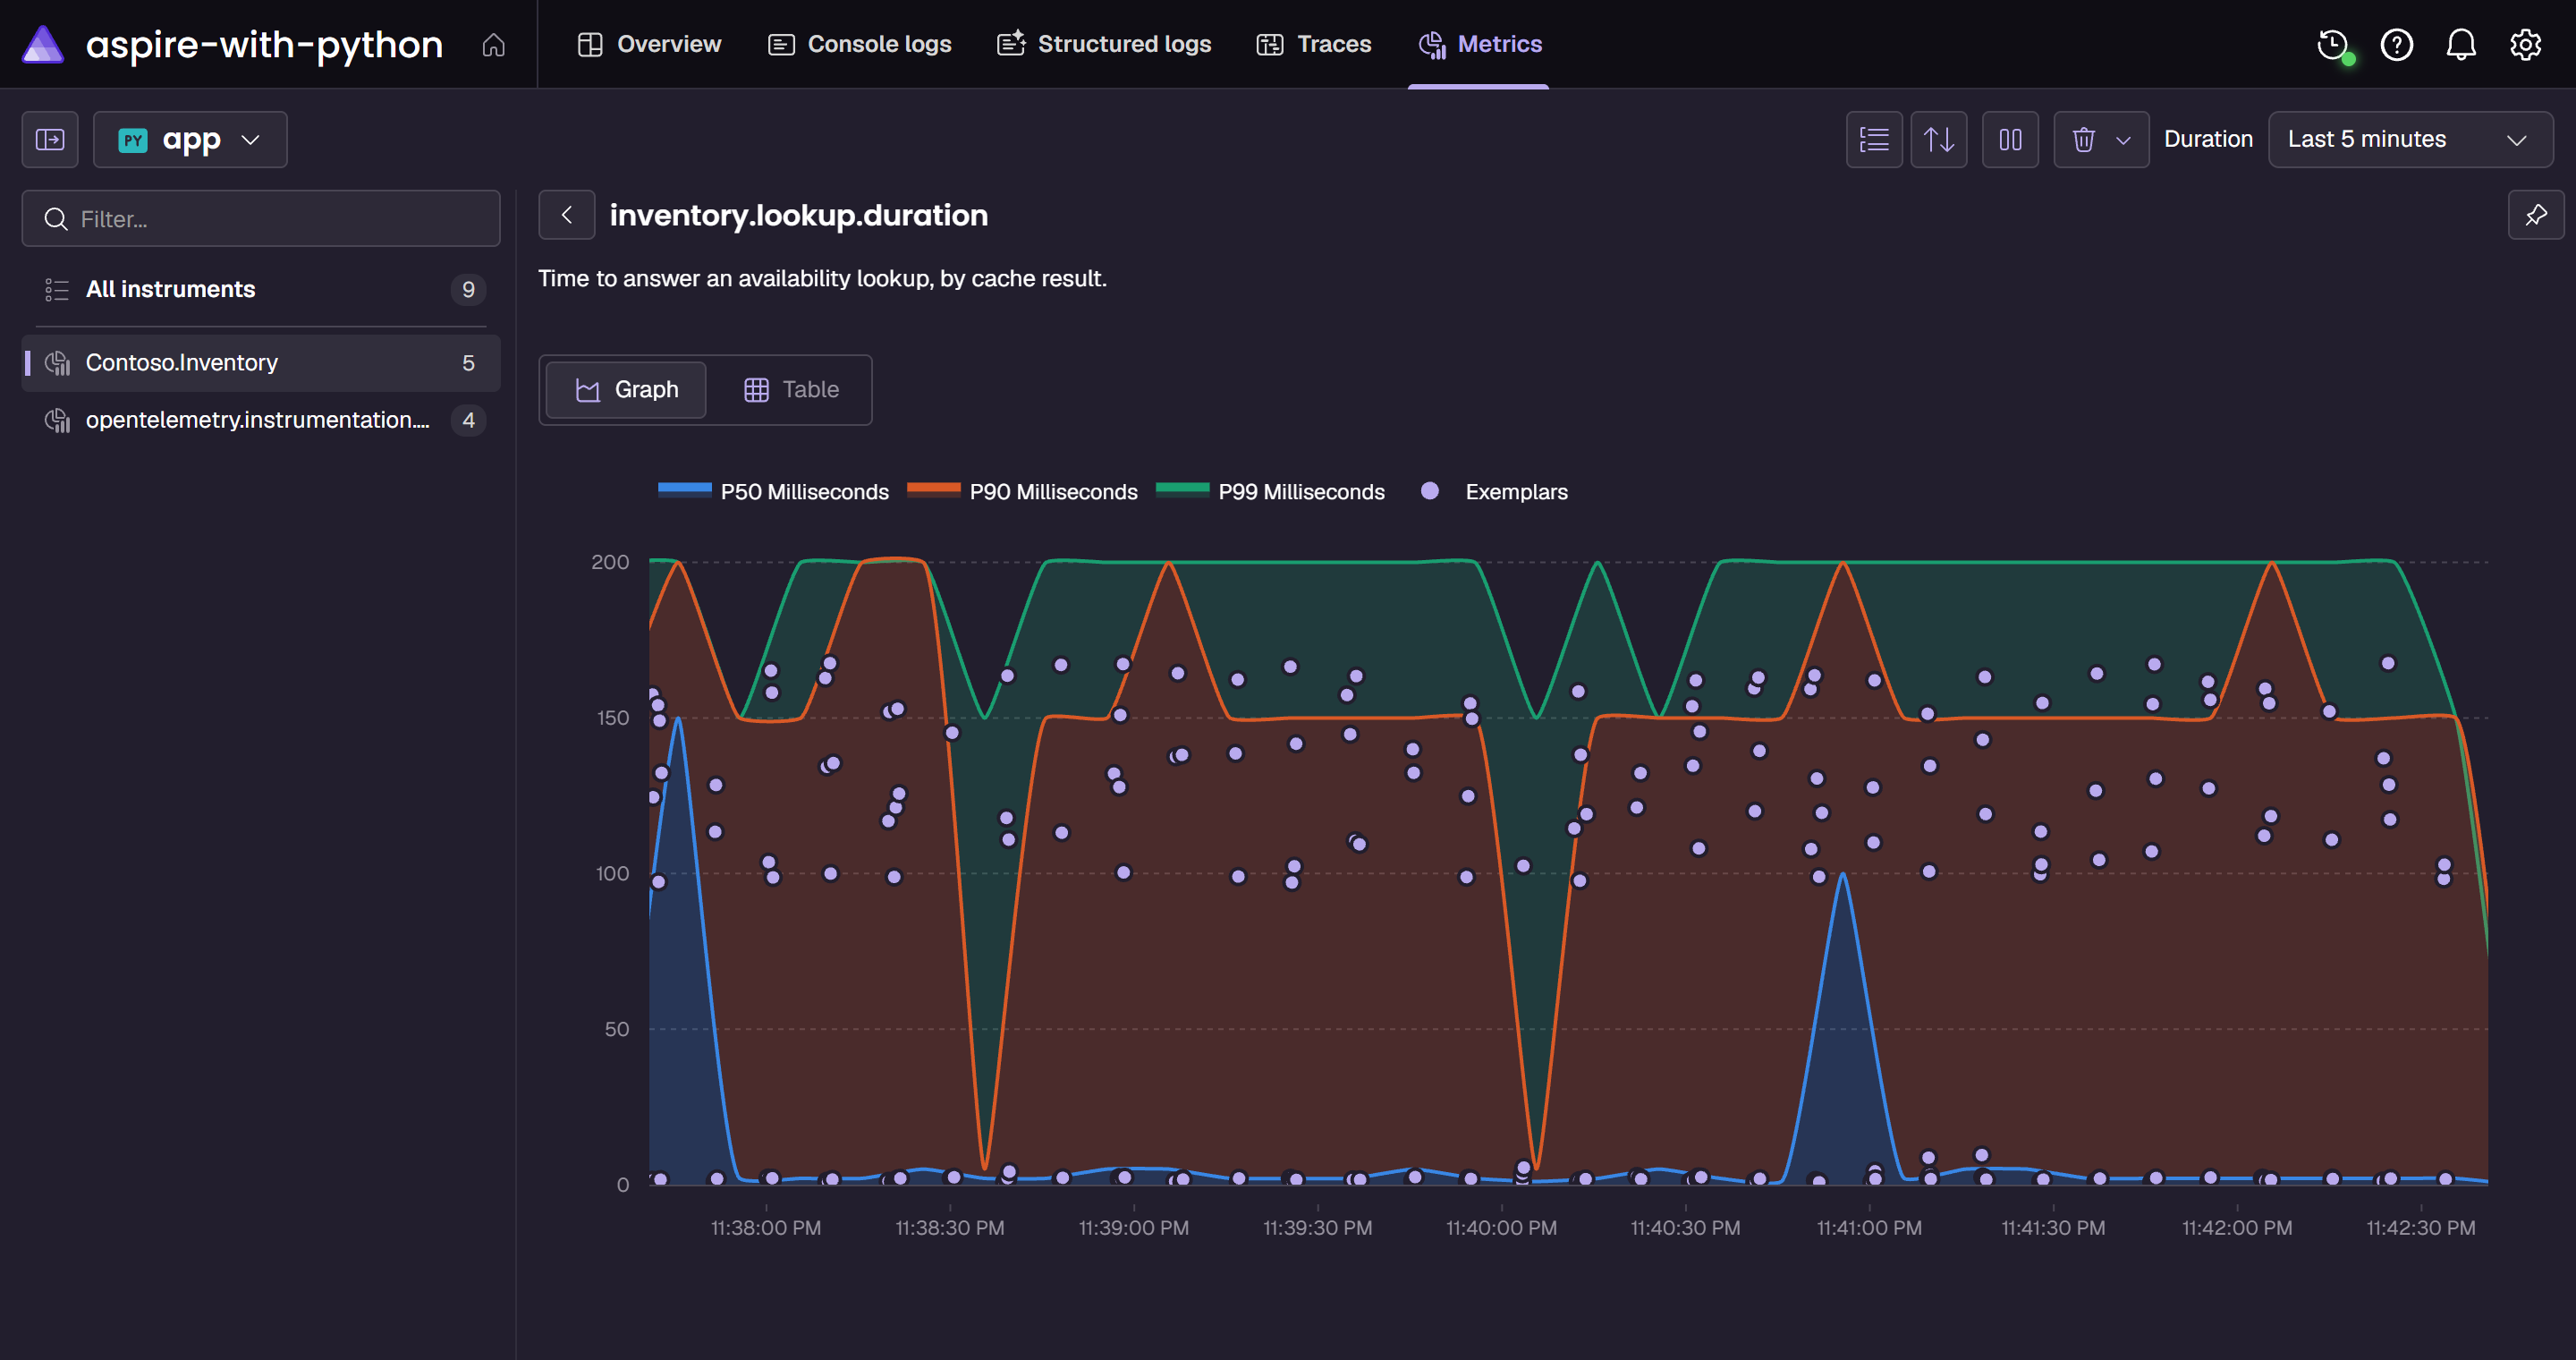 aspire-with-python
Overview
Console logs
Structured logs
Traces
Metrics
PY
app
Duration
Last 5 minutes
Filter...
All instruments
9
Contoso.Inventory
5
opentelemetry.instrumentation....
4
inventory.lookup.duration
Time to answer an availability lookup, by cache result.
Graph
Table
P50 Milliseconds
P90 Milliseconds
P99 Milliseconds
Exemplars
200
150
100
50
0
11:38:00 PM
11:38:30 PM
11:39:00 PM
11:39:30 PM
11:40:00 PM
11:40:30 PM
11:41:00 PM
11:41:30 PM
11:42:00 PM
11:42:30 PM